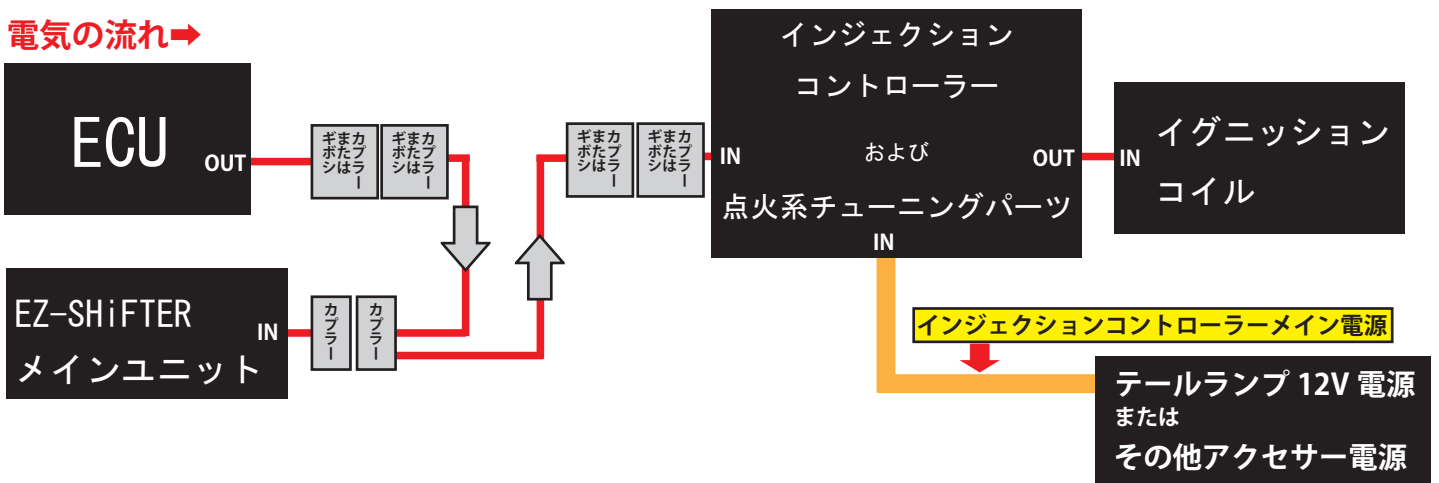 電気の流れ➡
ECU
OUT
カプラー
または
ギボシ
カプラー
または
ギボシ
カプラー
または
ギボシ
カプラー
または
ギボシ
インジェクション
コントローラー
および
点火系チューニングパーツ
IN
OUT
IN
IN
イグニッション
コイル
EZ-SHiFTER
メインユニット
IN
カプラー
カプラー
インジェクションコントローラーメイン電源
テールランプ 12V 電源
または
その他アクセサー電源